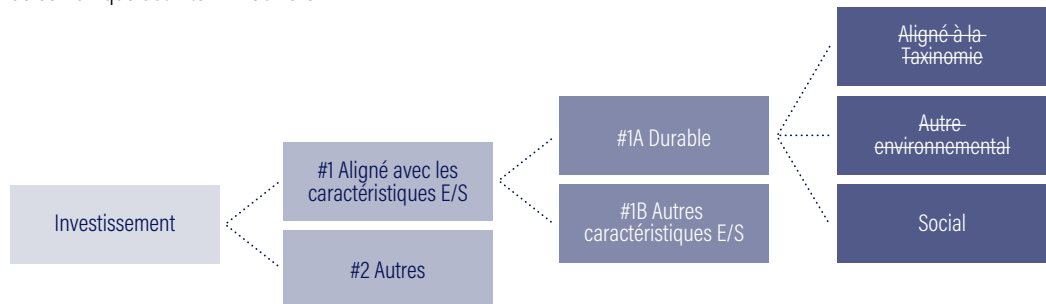 Aligné à la
Taxinomie
Autre
environnemental
#1A Durable
#1 Aligné avec les
caractéristiques E/S
#1B Autres
caractéristiques E/S
Investissement
Social
#2 Autres